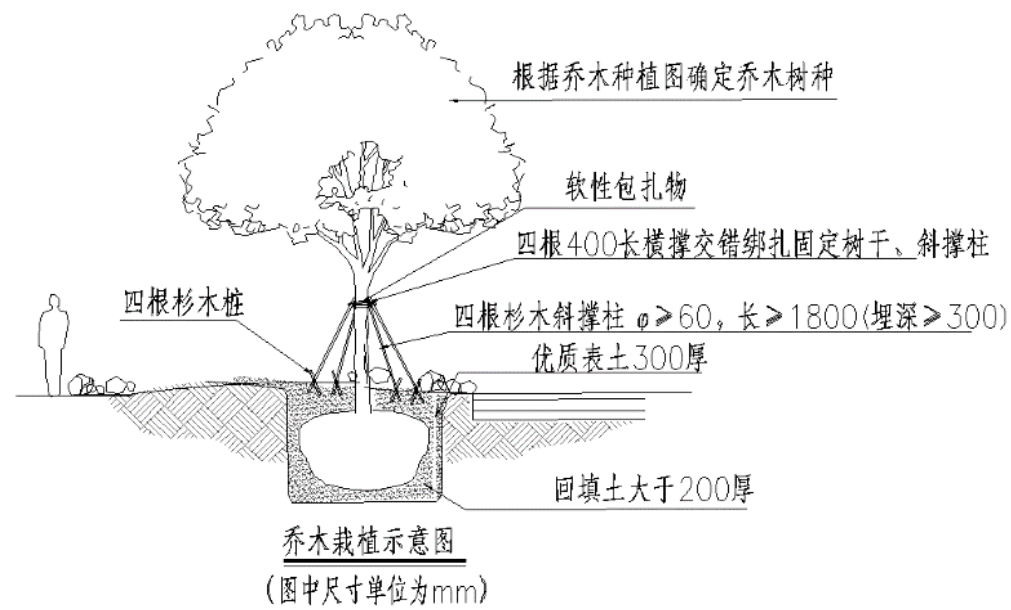 根据乔木种植图确定乔木树种
软性包扎物
四根400长横撑交错绑扎固定树干、斜撑柱
四根杉木桩
四根杉木斜撑柱 φ≥60，长≥1800(埋深≥300)
优质表土300厚
回填土大于200厚
乔木栽植示意图
(图中尺寸单位为mm)